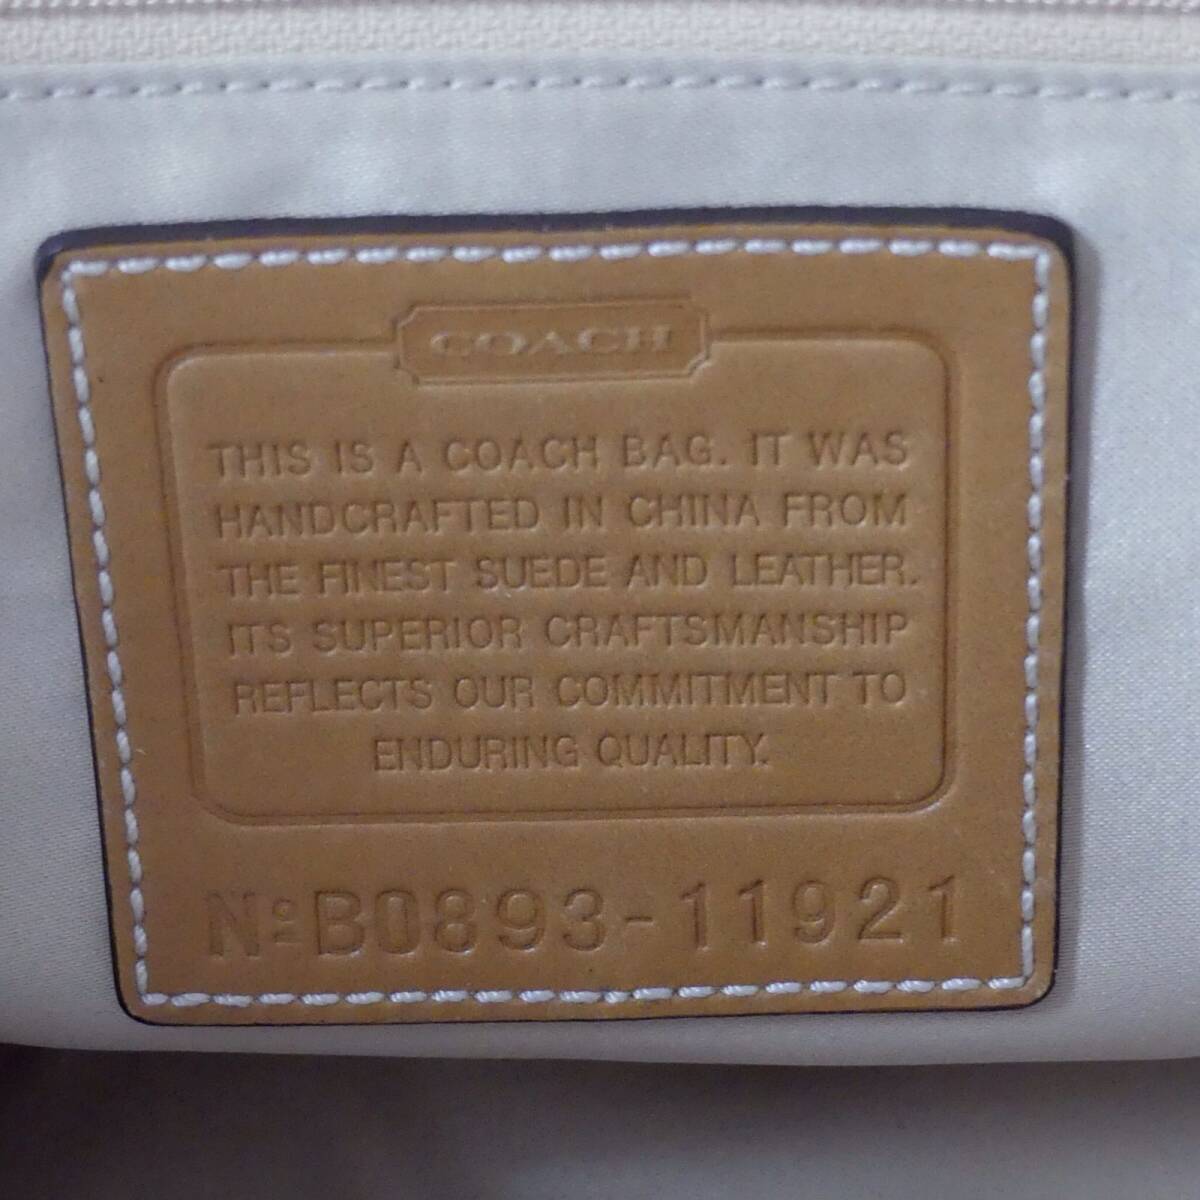 COACH
THIS IS A COACH BAG. IT WAS
HANDCRAFTED IN CHINA FROM
THE FINEST SUEDE AND LEATHER.
ITS SUPERIOR CRAFTSMANSHIP
REFLECTS OUR COMMITMENT TO
ENDURING QUALITY.
Nº B0893-11921